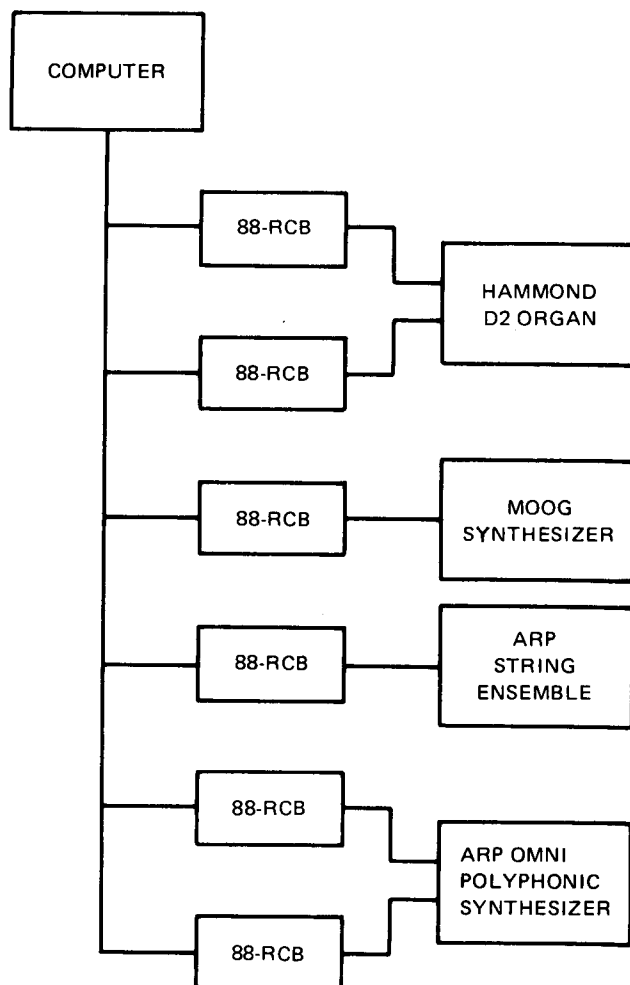 COMPUTER
88-RCB
HAMMOND
D2 ORGAN
88-RCB
88-RCB
MOOG
SYNTHESIZER
88-RCB
ARP
STRING
ENSEMBLE
88-RCB
ARP OMNI
POLYPHONIC
SYNTHESIZER
88-RCB